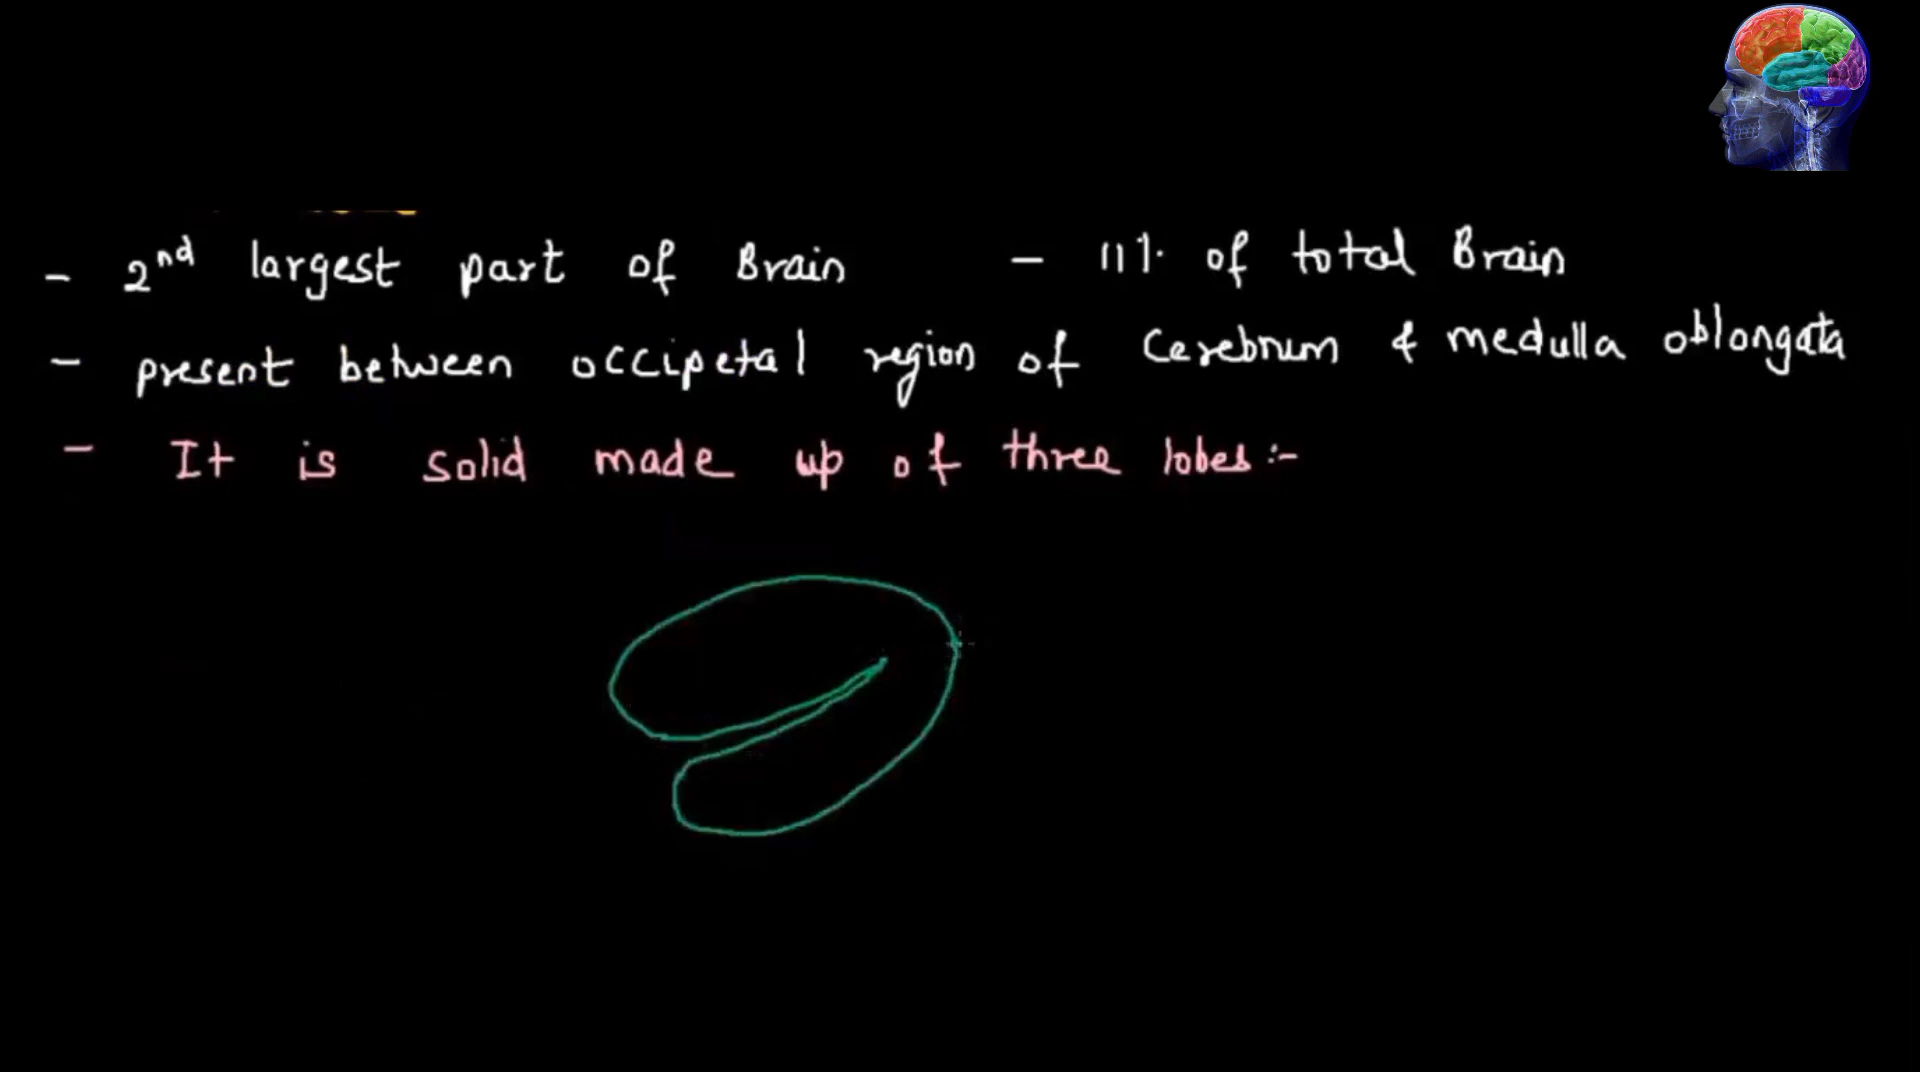 - 2nd largest part of Brain - 11% of total Brain
- present between occipetal region of Cerebrum & medulla oblongata
- It is solid made up of three lobes :-